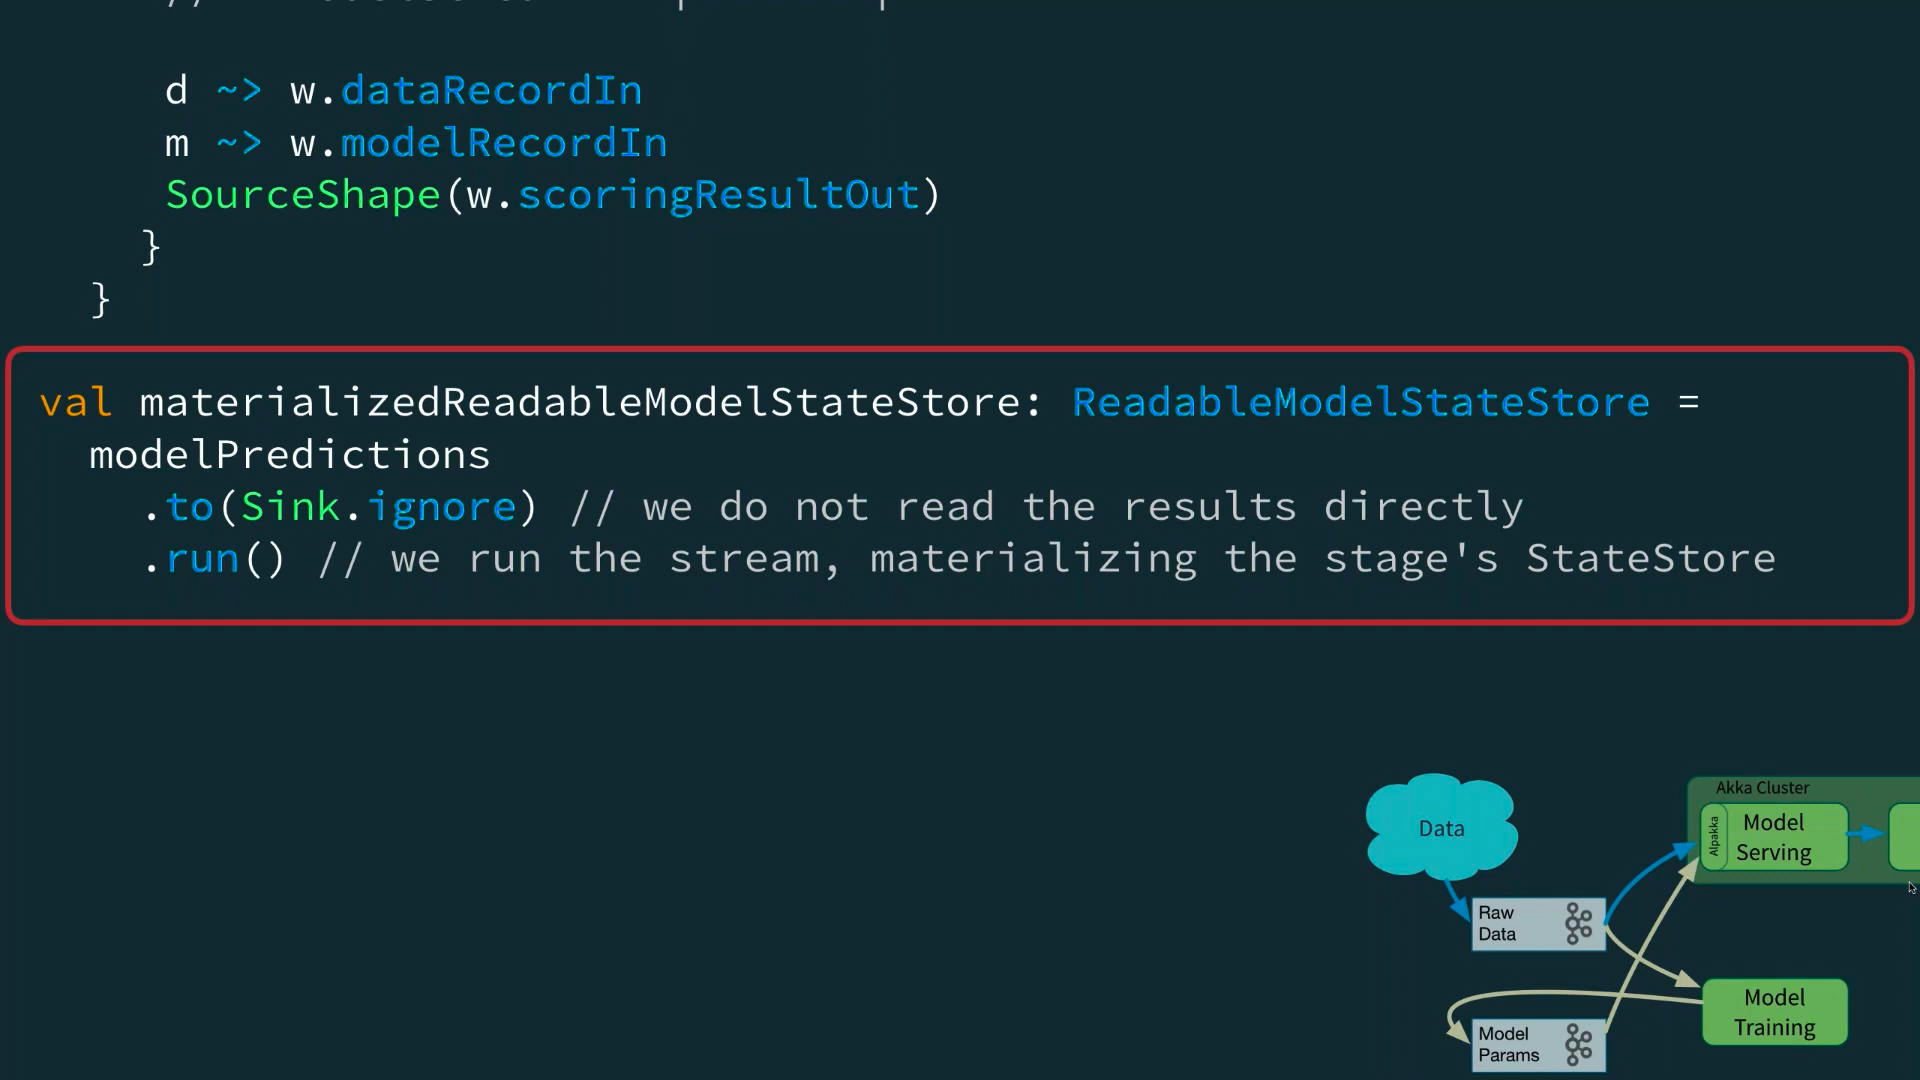 d ~> w.dataRecordIn
m ~> w.modelRecordIn
SourceShape(w.scoringResultOut)
}
}
val materializedReadableModelStateStore: ReadableModelStateStore =
modelPredictions
.to(Sink.ignore) // we do not read the results directly
.run() // we run the stream, materializing the stage's StateStore
Akka Cluster
Data
Alpakka
Model
Serving
Raw
Data
Model
Training
Model
Params